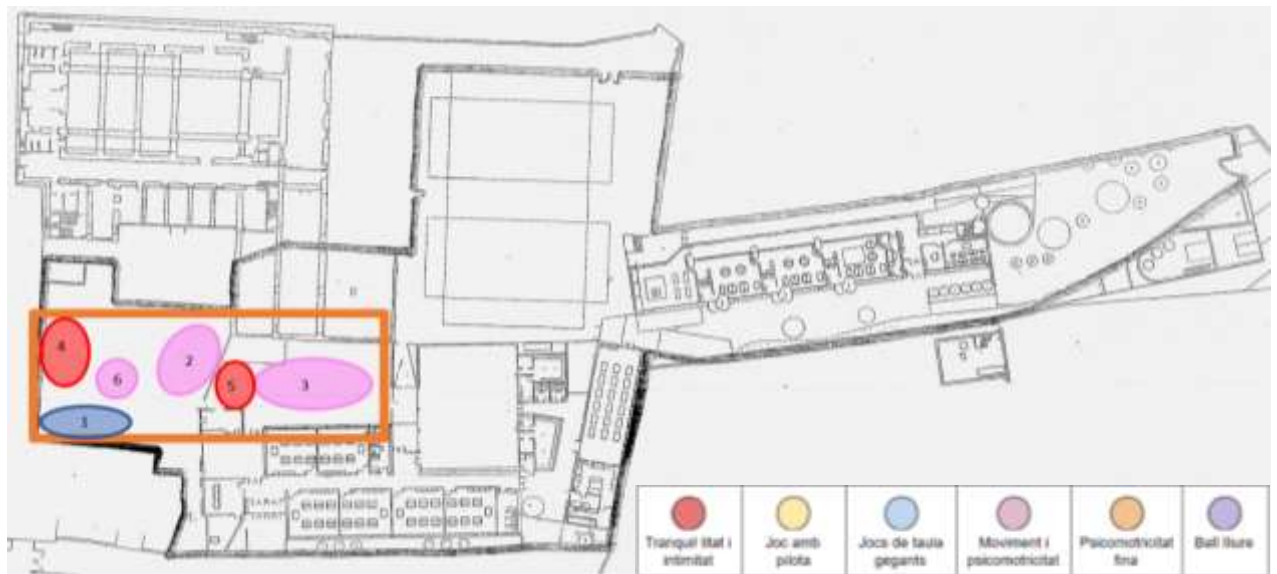 4
2
6
5
3
1
Tranquil·litat i
intimitat
Joc amb
pilota
Jocs de taula
gegants
Moviment i
psicomotricitat
Psicomotricitat
fina
Ball lliure